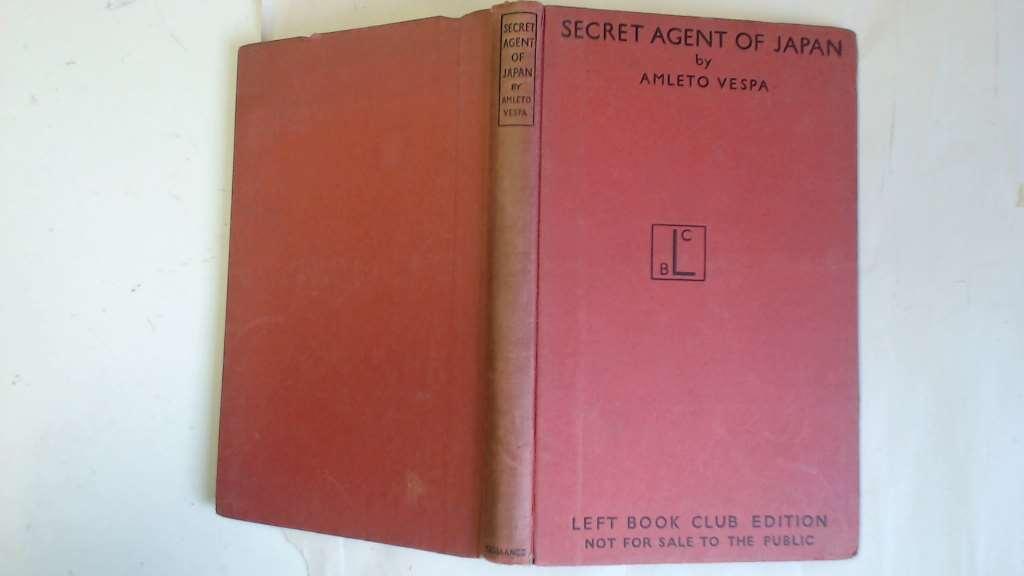 SECRET
AGENT
OF
JAPAN
BY
AMLETO
VESPA
SECRET AGENT OF JAPAN
by
AMLETO VESPA
LBC
LEFT BOOK CLUB EDITION
NOT FOR SALE TO THE PUBLIC